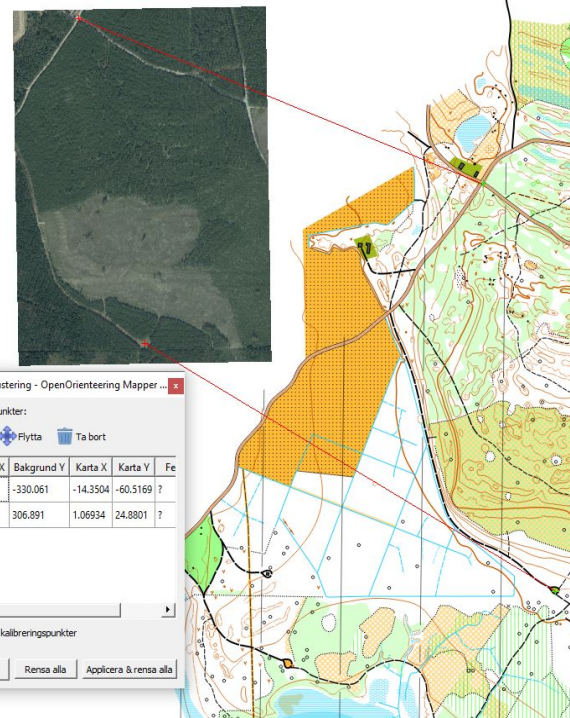 ustering - OpenOrienteering Mapper ... x
unkter:
Flytta Ta bort
X Bakgrund Y Karta X Karta Y Fe
-330.061 -14.3504 -60.5169 ?
306.891 1.06934 24.8801 ?
kalibreringspunkter
Rensa alla Applicera & rensa alla